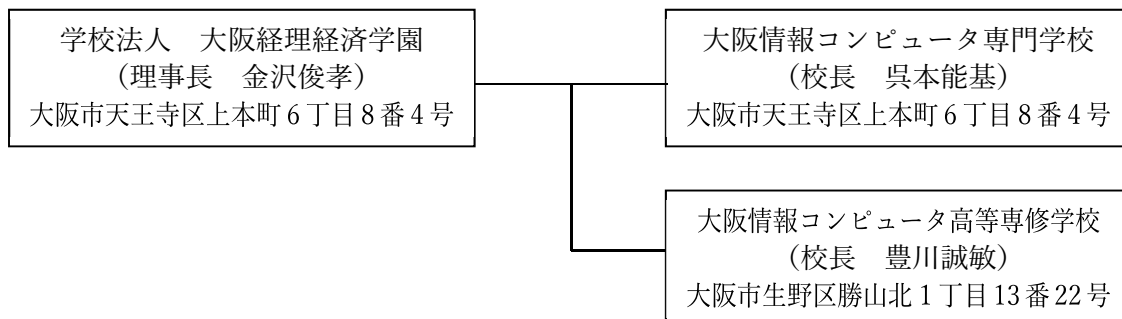 学校法人　大阪経理経済学園
（理事長　金沢俊孝）
大阪市天王寺区上本町６丁目８番４号
大阪情報コンピュータ専門学校
（校長　呉本能基）
大阪市天王寺区上本町６丁目８番４号
大阪情報コンピュータ高等専修学校
（校長　豊川誠敏）
大阪市生野区勝山北１丁目13番22号